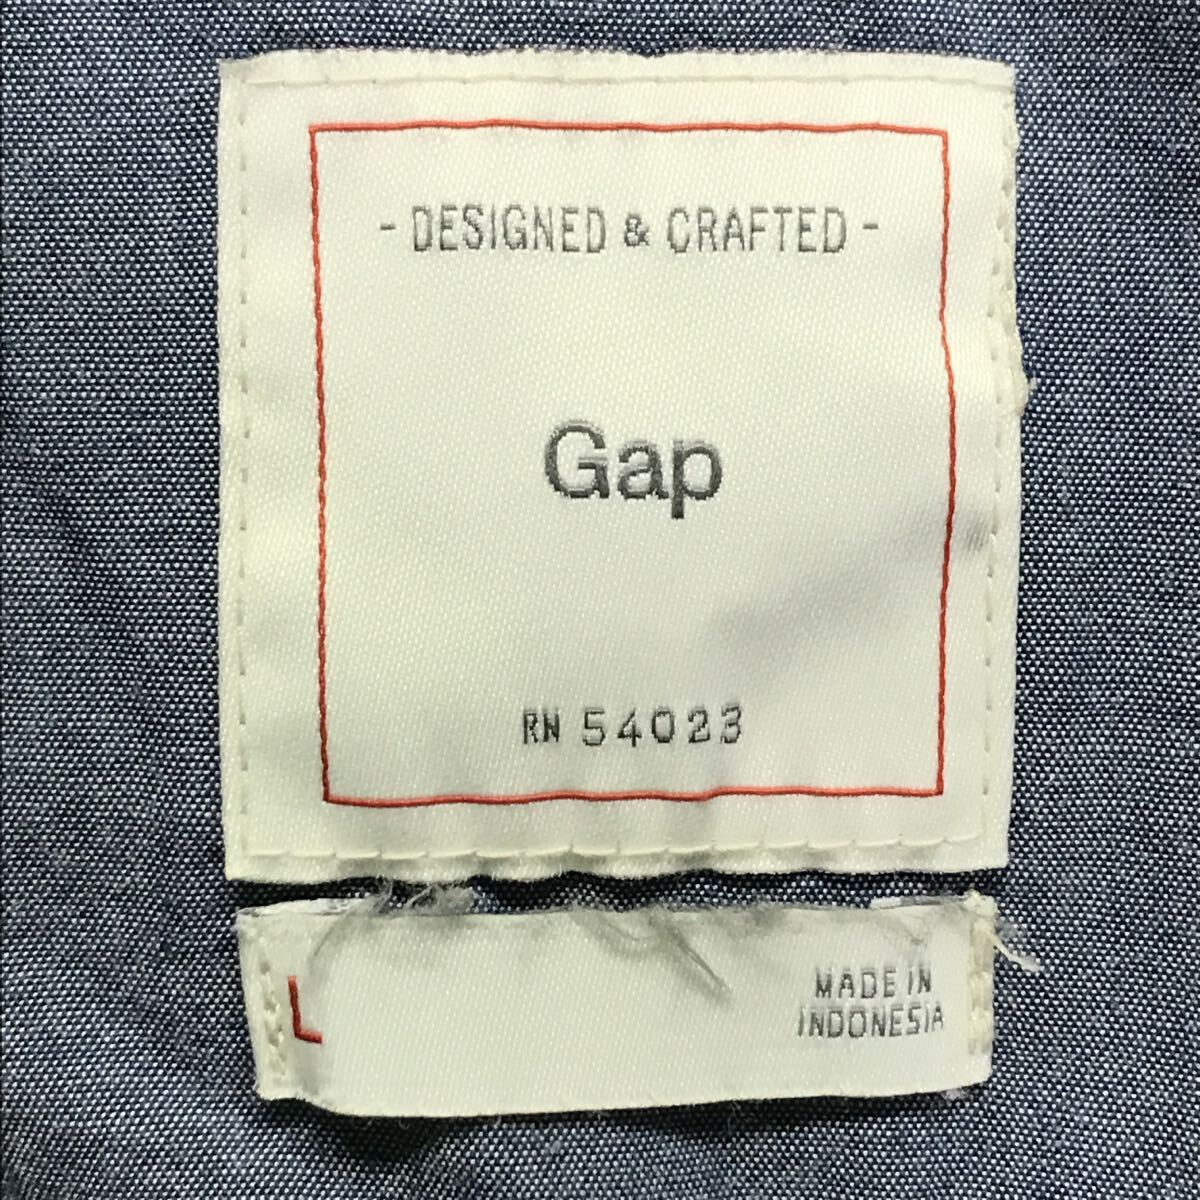 - DESIGNED & CRAFTED -
Gap
RN 54023
L
MADE IN
INDONESIA